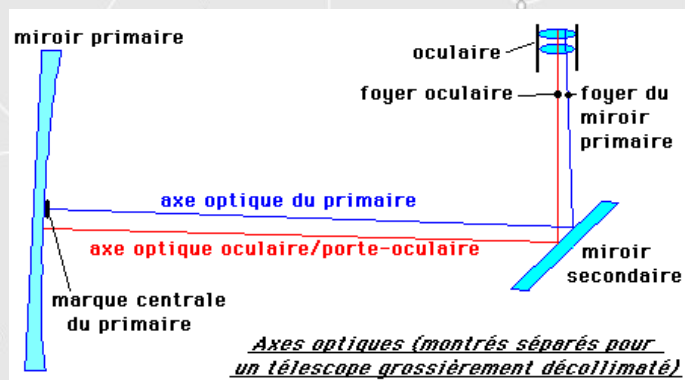 miroir primaire
oculaire
foyer oculaire
foyer du
miroir
primaire
axe optique du primaire
axe optique oculaire/porte-oculaire
miroir
secondaire
marque centrale
du primaire
Axes optiques (montrés séparés pour
un télescope grossièrement décollimaté)